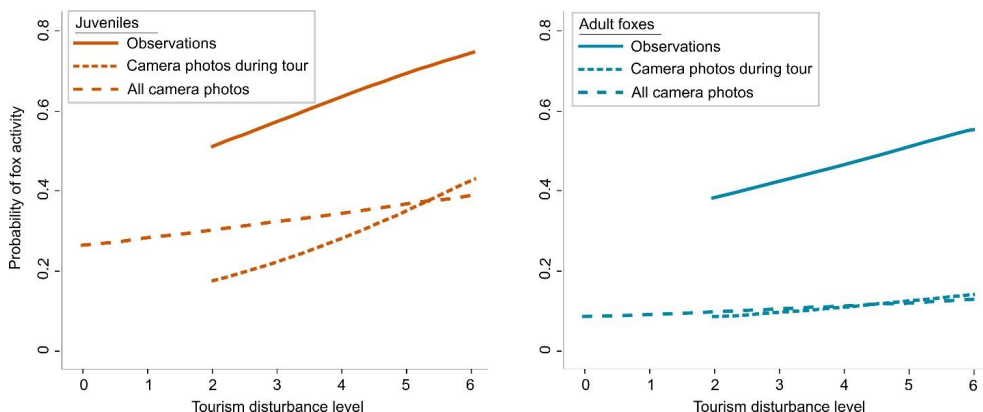 Juveniles
Observations
Camera photos during tour
All camera photos
Probability of fox activity
0.8
0.6
0.4
0.2
0
0 1 2 3 4 5 6
Tourism disturbance level
Adult foxes
Observations
Camera photos during tour
All camera photos
0.8
0.6
0.4
0.2
0
0 1 2 3 4 5 6
Tourism disturbance level